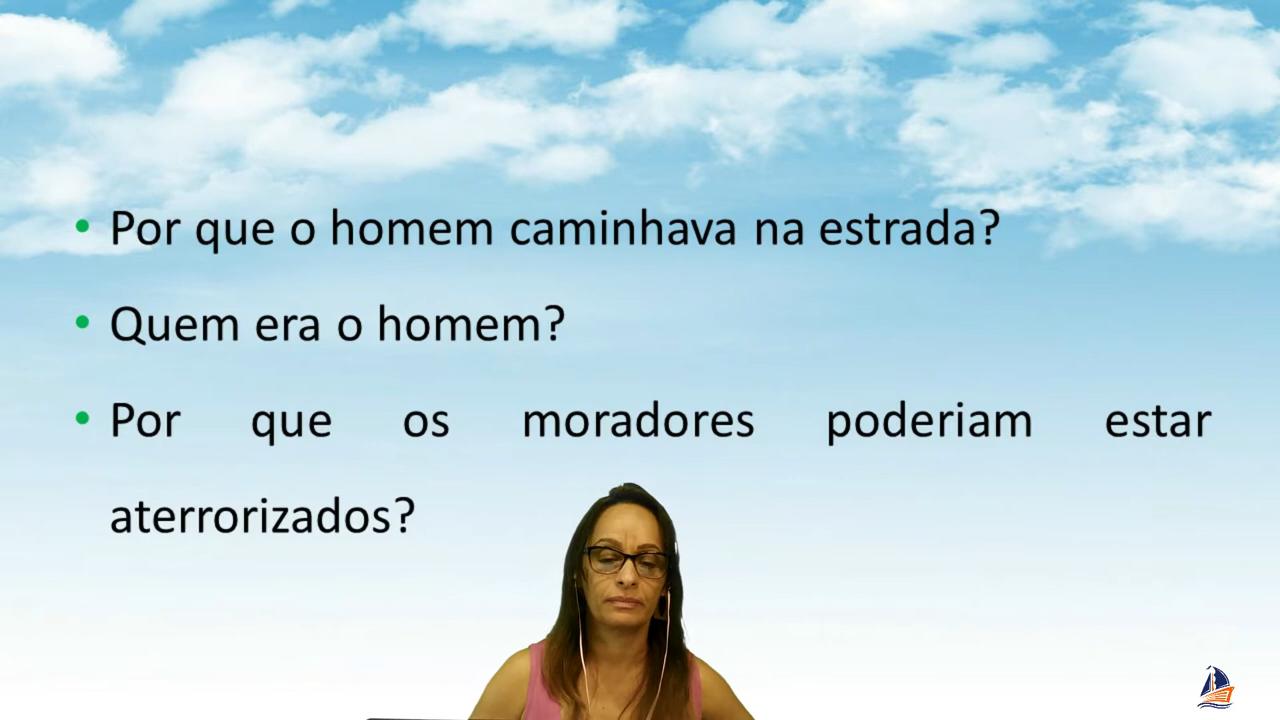 • Por que o homem caminhava na estrada?
• Quem era o homem?
• Por que os moradores poderiam estar
aterrorizados?